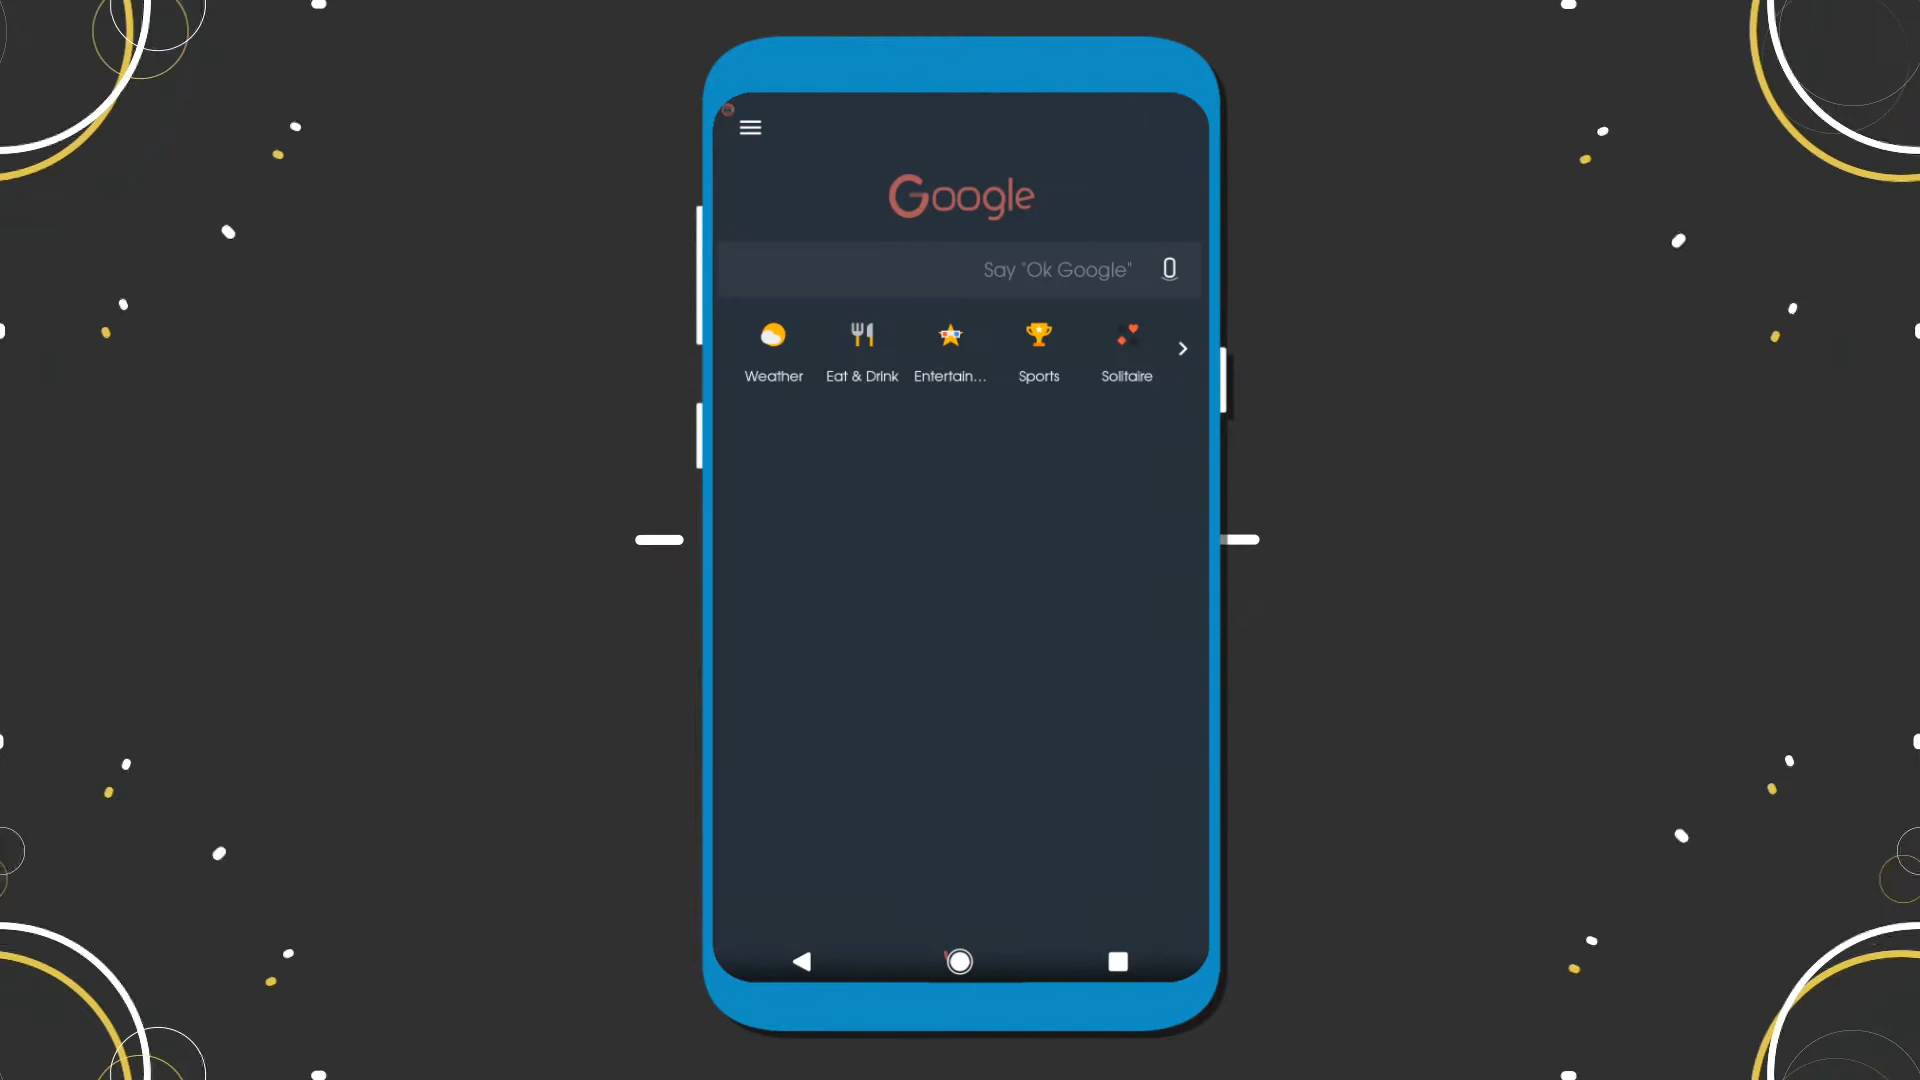 Google
Say "Ok Google"
Weather
Eat & Drink
Entertain...
Sports
Solitaire